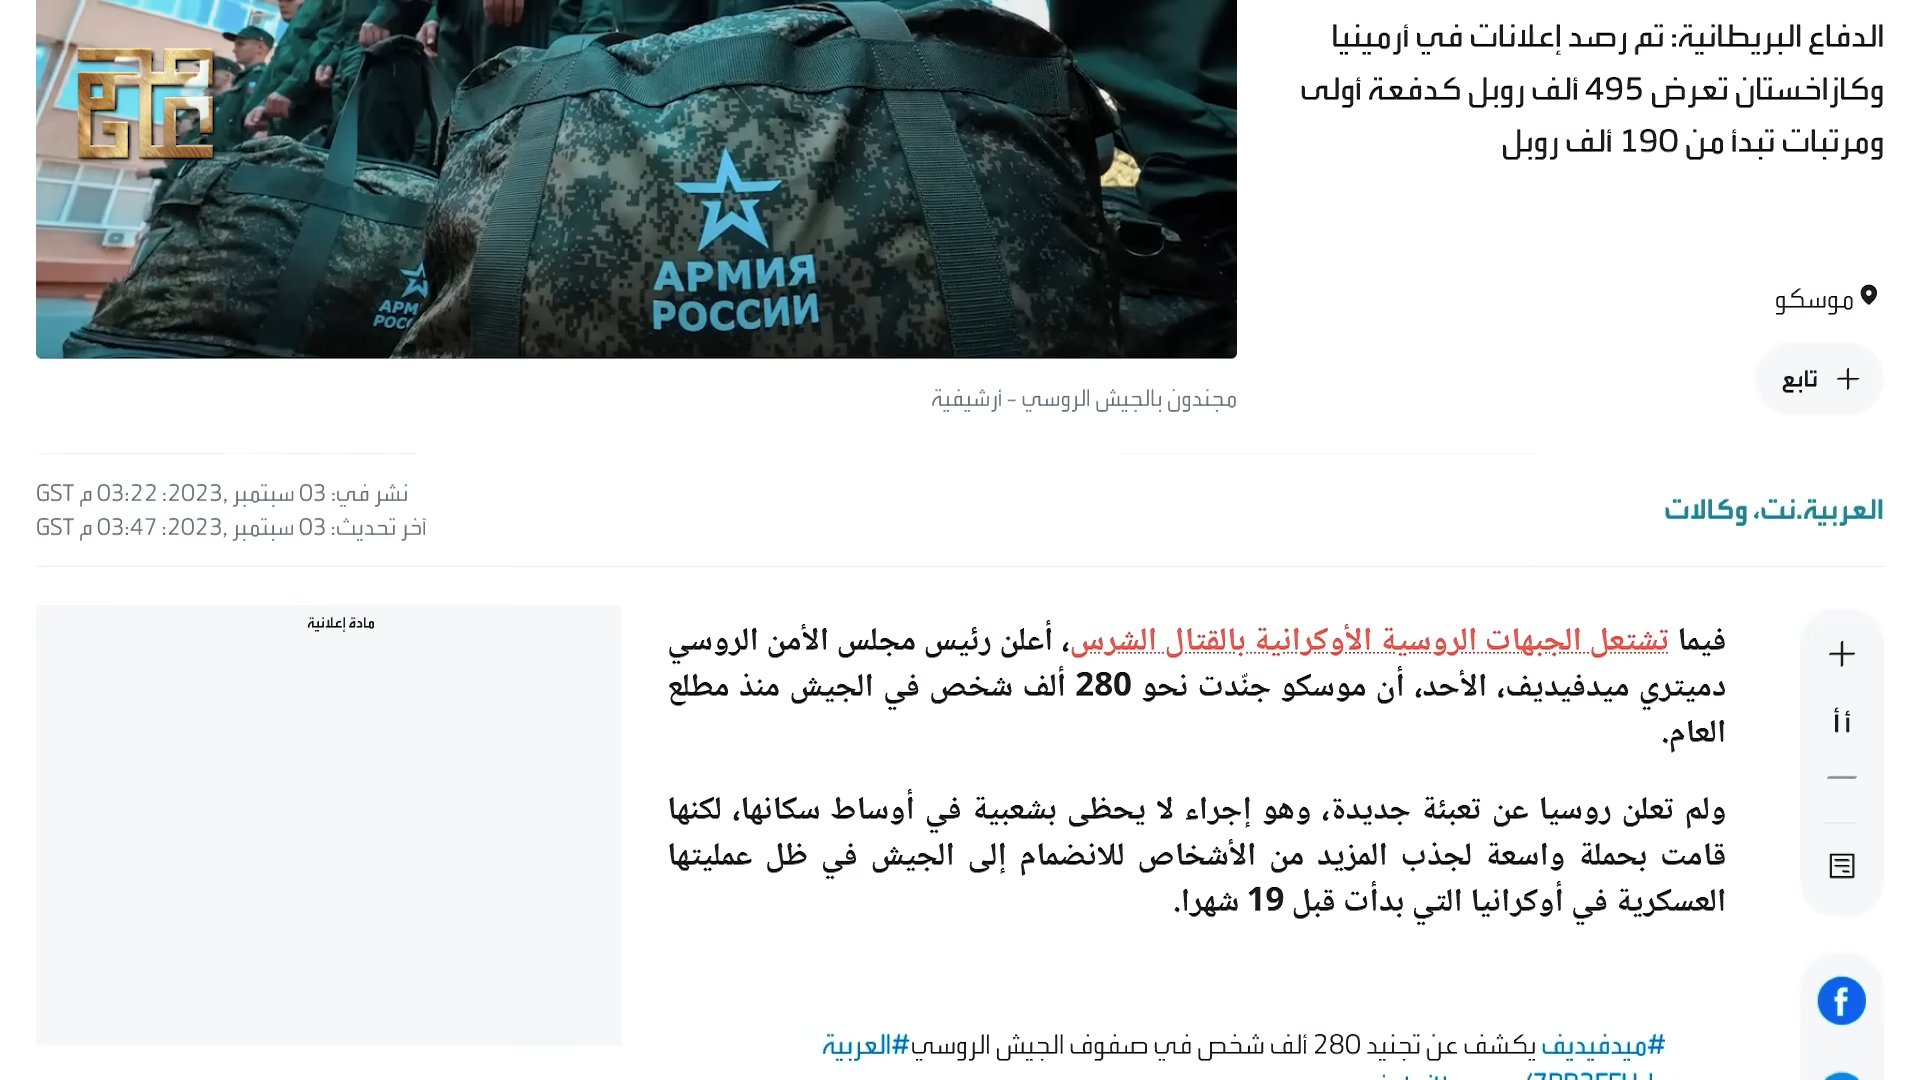 الدفاع البريطانية: تم رصد إعلانات في أرمينيا
وكازاخستان تعرض 495 ألف روبل كدفعة أولى
ومرتبات تبدأ من 190 ألف روبل
АРМИЯ
РОССИИ
موسكو
تابع
مجندون بالجيش الروسي - أرشيفية
العربية.نت، وكالات
نشر في: 03 سبتمبر ,2023: 03:22 م GST
آخر تحديث: 03 سبتمبر ,2023: 03:47 م GST
مادة إعلانية
فيما تشتعل الجبهات الروسية الأوكرانية بالقتال الشرس، أعلن رئيس مجلس الأمن الروسي
دميتري ميدفيديف، الأحد، أن موسكو جنّدت نحو 280 ألف شخص في الجيش منذ مطلع
العام.
ولم تعلن روسيا عن تعبئة جديدة، وهو إجراء لا يحظى بشعبية في أوساط سكانها، لكنها
قامت بحملة واسعة لجذب المزيد من الأشخاص للانضمام إلى الجيش في ظل عمليتها
العسكرية في أوكرانيا التي بدأت قبل 19 شهرا.
#ميدفيديف يكشف عن تجنيد 280 ألف شخص في صفوف الجيش الروسي#العربية